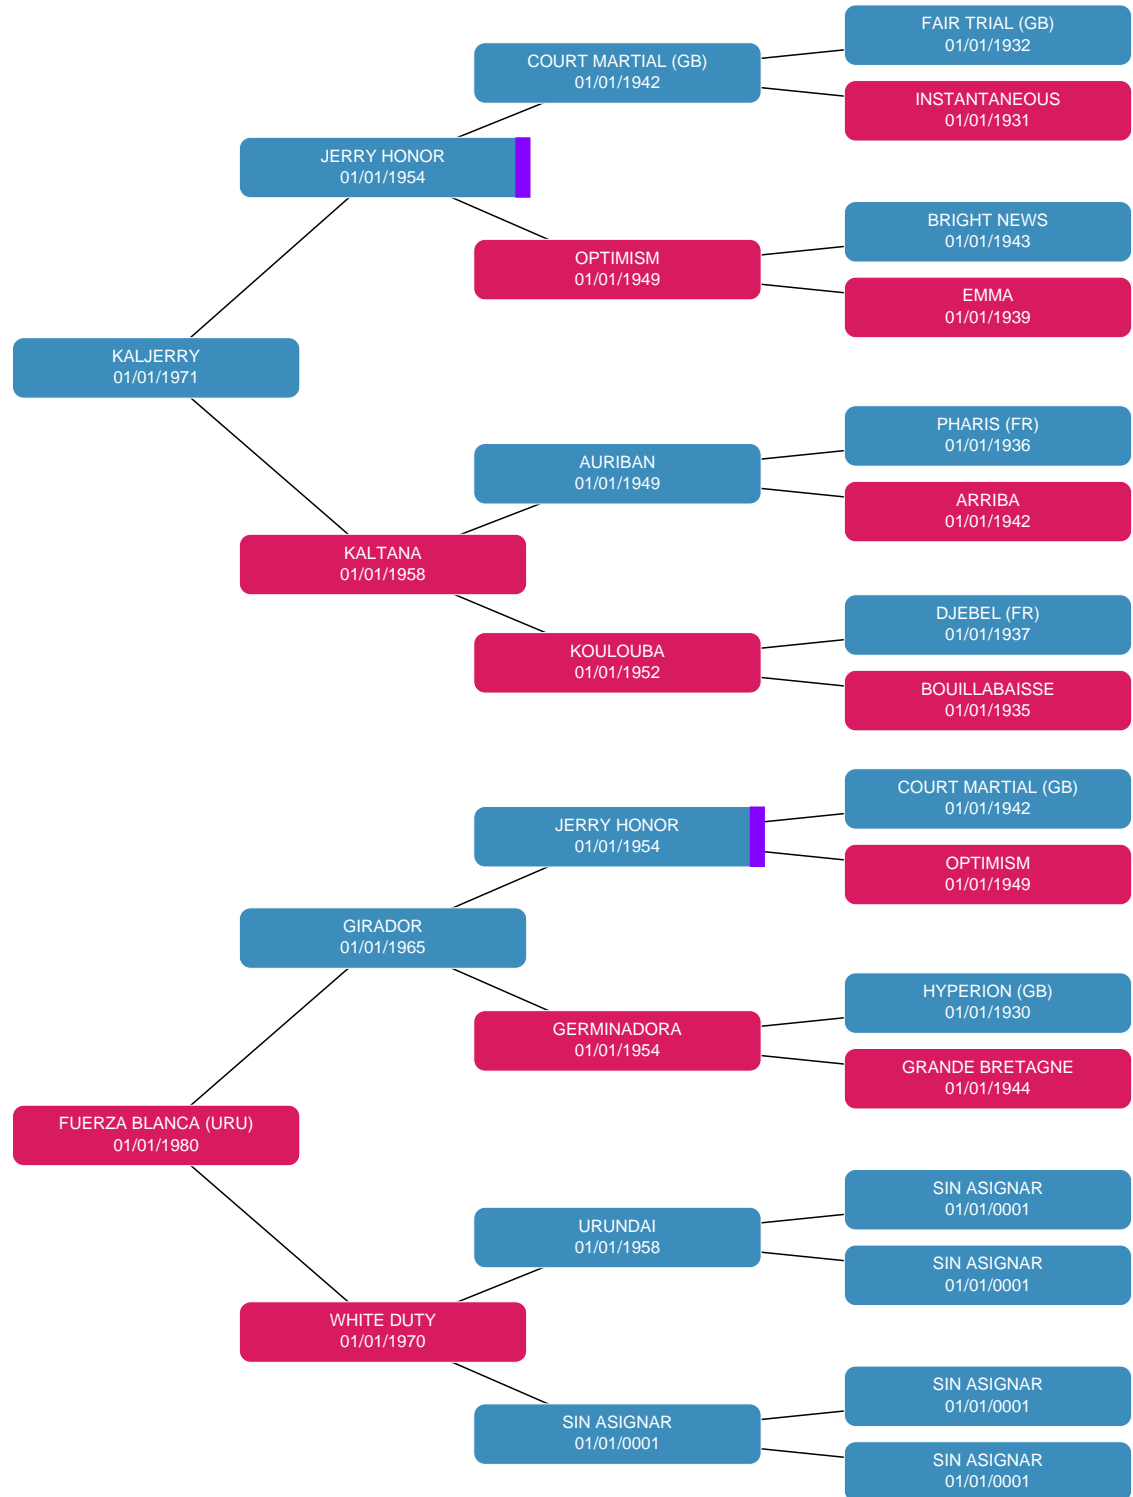 FAIR TRIAL (GB)
01/01/1932
COURT MARTIAL (GB)
01/01/1942
INSTANTANEOUS
01/01/1931
JERRY HONOR
01/01/1954
BRIGHT NEWS
01/01/1943
OPTIMISM
01/01/1949
EMMA
01/01/1939
KALJERRY
01/01/1971
PHARIS (FR)
01/01/1936
AURIBAN
01/01/1949
ARRIBA
01/01/1942
KALTANA
01/01/1958
DJEBEL (FR)
01/01/1937
KOULOUBA
01/01/1952
BOUILLABAISSE
01/01/1935
COURT MARTIAL (GB)
01/01/1942
JERRY HONOR
01/01/1954
OPTIMISM
01/01/1949
GIRADOR
01/01/1965
HYPERION (GB)
01/01/1930
GERMINADORA
01/01/1954
GRANDE BRETAGNE
01/01/1944
FUERZA BLANCA (URU)
01/01/1980
SIN ASIGNAR
01/01/0001
URUNDAI
01/01/1958
SIN ASIGNAR
01/01/0001
WHITE DUTY
01/01/1970
SIN ASIGNAR
01/01/0001
SIN ASIGNAR
01/01/0001
SIN ASIGNAR
01/01/0001